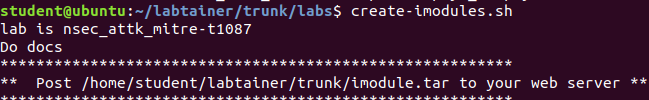 student@ubuntu:~/labtainer/trunk/labs$ create-imodules.sh
lab is nsec_attk_mitre-t1087
Do docs
******************************************************
**  Post /home/student/labtainer/trunk/imodule.tar to your web server **
******************************************************